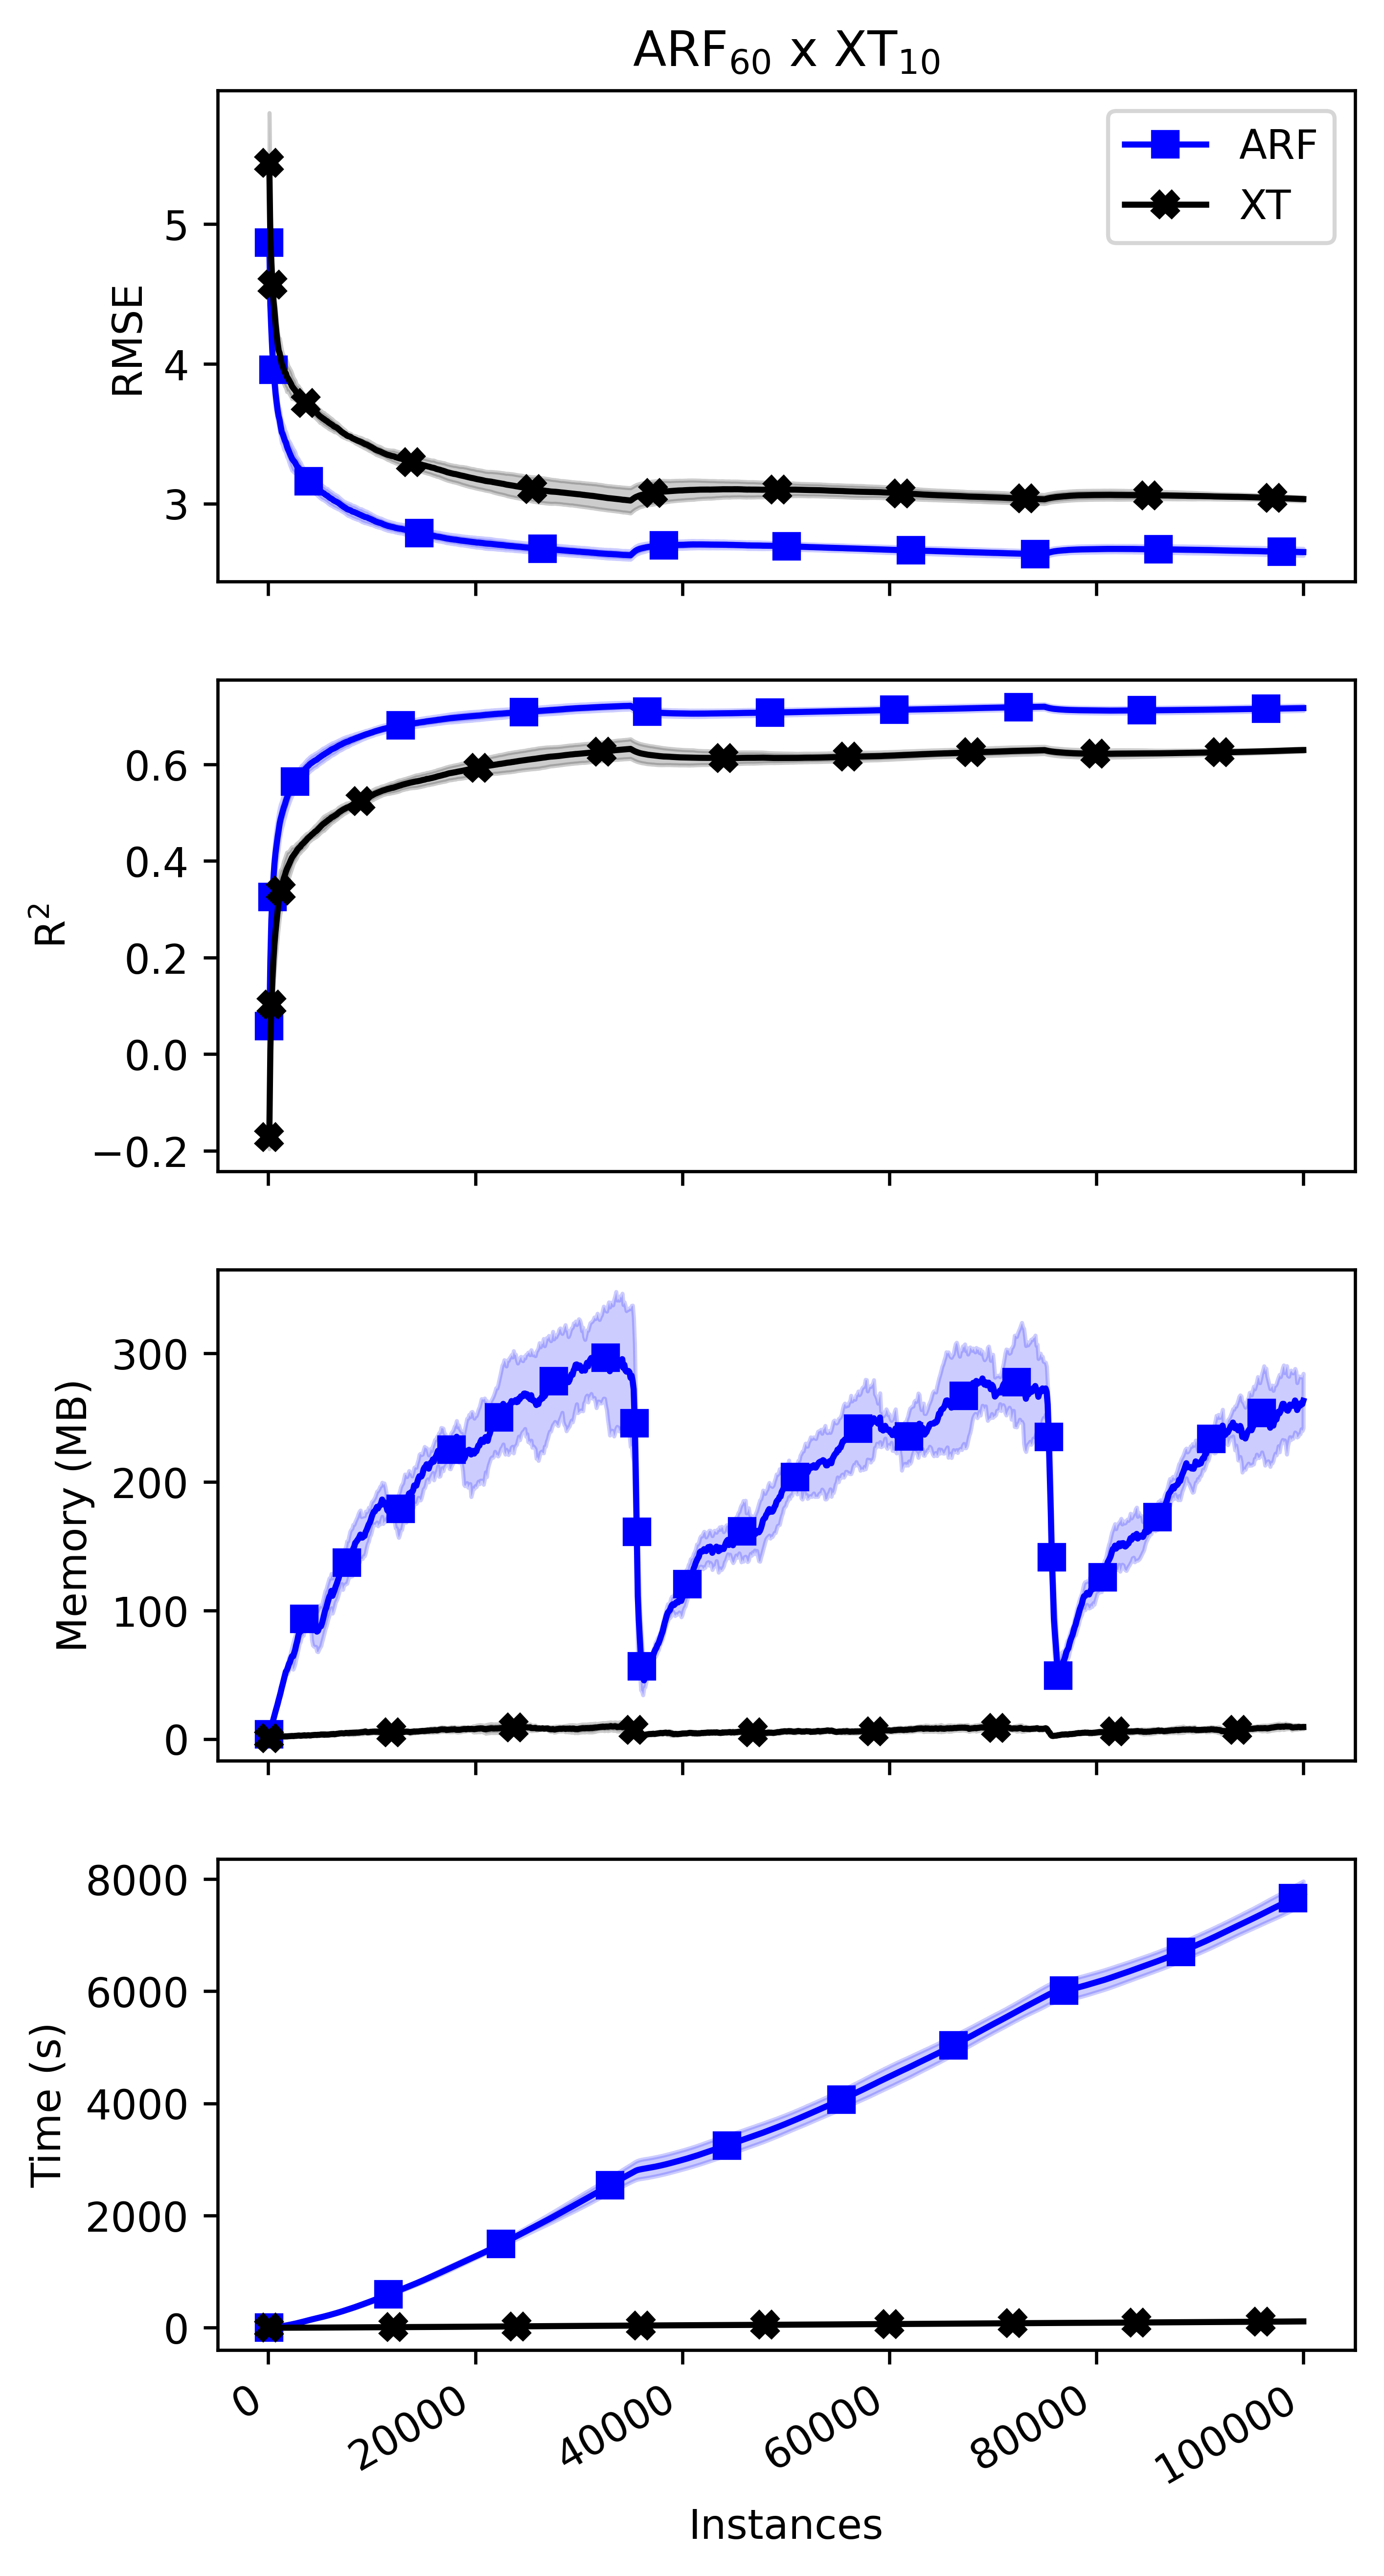 ARF₆₀ x XT₁₀
ARF
XT
RMSE
5
4
3
R²
0.6
0.4
0.2
0.0
−0.2
Memory (MB)
300
200
100
0
Time (s)
8000
6000
4000
2000
0
0 20000 40000 60000 80000 100000
Instances